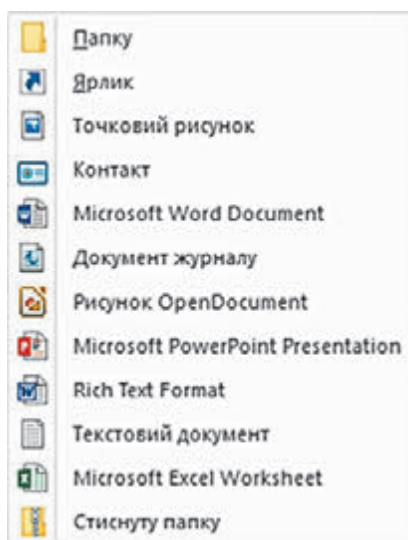 Папку
Ярлик
Точковий рисунок
Контакт
Microsoft Word Document
Документ журналу
Рисунок OpenDocument
Microsoft PowerPoint Presentation
Rich Text Format
Текстовий документ
Microsoft Excel Worksheet
Стиснуту папку